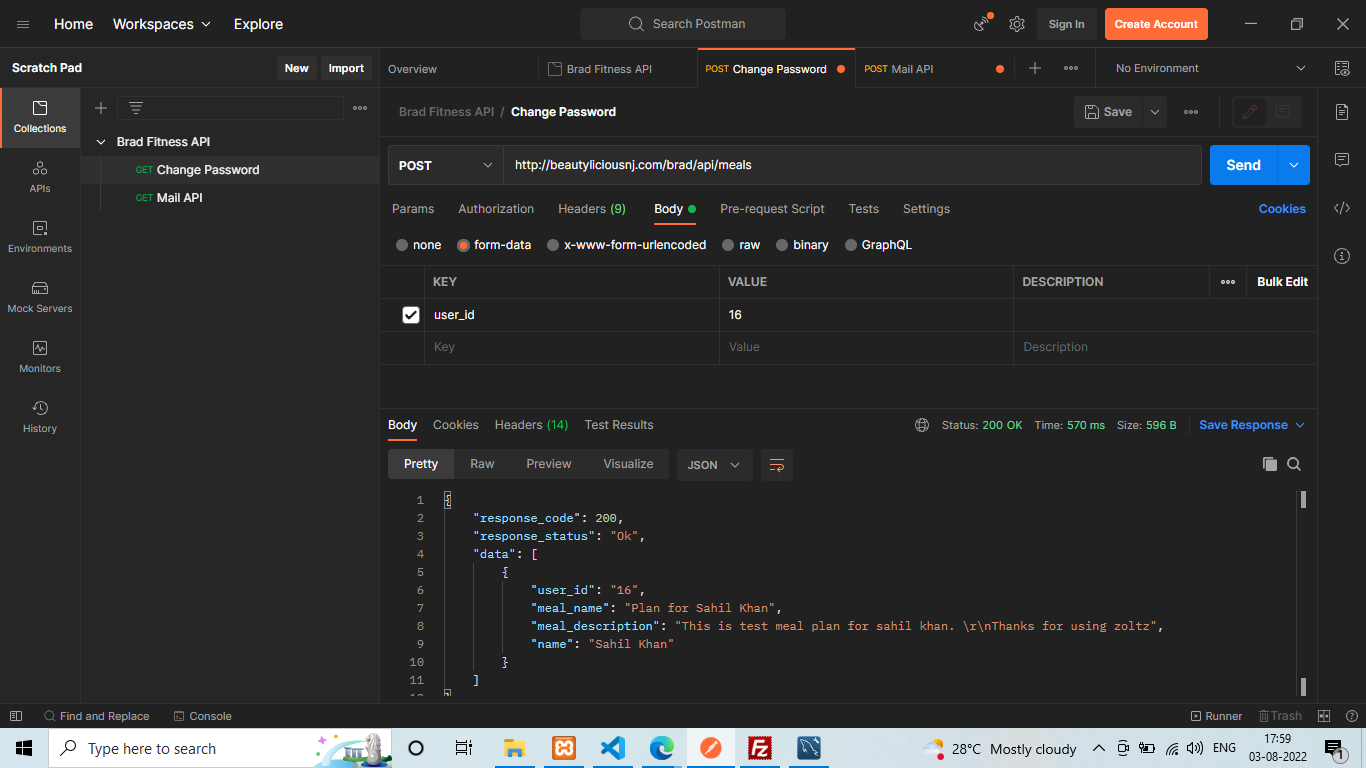 Home Workspaces Explore Search Postman Sign In Create Account
Scratch Pad New Import Overview Brad Fitness API POST Change Password POST Mail API No Environment
Collections
APIs
Environments
Mock Servers
Monitors
History
Brad Fitness API
GET Change Password
GET Mail API
Brad Fitness API / Change Password Save
POST http://beautyliciousnj.com/brad/api/meals Send
Params Authorization Headers (9) Body Pre-request Script Tests Settings Cookies
none form-data x-www-form-urlencoded raw binary GraphQL
KEY VALUE DESCRIPTION Bulk Edit
user_id 16
Key Value Description
Body Cookies Headers (14) Test Results Status: 200 OK Time: 570 ms Size: 596 B Save Response
Pretty Raw Preview Visualize JSON
1 {
2 "response_code": 200,
3 "response_status": "Ok",
4 "data": [
5 {
6 "user_id": "16",
7 "meal_name": "Plan for Sahil Khan",
8 "meal_description": "This is test meal plan for sahil khan. \r\nThanks for using zoltz",
9 "name": "Sahil Khan"
10 }
11 ]
12 }
Find and Replace Console Runner Trash
Type here to search 28°C Mostly cloudy ENG 17:59
03-08-2022 1